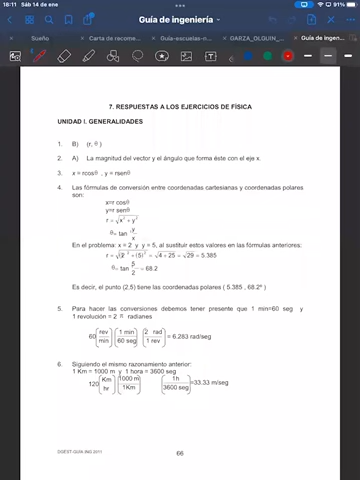 18:11 Sáb 14 de ene
91%
Guía de ingeniería
Sueño
Carta de recome...
Guía-escuelas-n...
GARZA_OLGUIN_...
Guía de ingen...
7. RESPUESTAS A LOS EJERCICIOS DE FÍSICA
UNIDAD I. GENERALIDADES
1. B) (r, θ )
2. A) La magnitud del vector y el ángulo que forma éste con el eje x.
3. x = rcosθ , y = rsenθ
4. Las fórmulas de conversión entre coordenadas cartesianas y coordenadas polares
son:
x=r cosθ
y=r senθ
r = √x² + y²
θ= tan y/x
En el problema: x = 2 y y = 5, al sustituir estos valores en las fórmulas anteriores:
r = √(2)² + (5)² = √4 + 25 = √29 = 5.385
θ= tan 5/2 = 68.2
Es decir, el punto (2,5) tiene las coordenadas polares ( 5.385 , 68.2º )
5. Para hacer las conversiones debemos tener presente que 1 min=60 seg y
1 revolución = 2 π radianes
60 (rev/min) (1 min/60 seg) (2 rad/1 rev) = 6.283 rad/seg
6. Siguiendo el mismo razonamiento anterior:
1 Km = 1000 m y 1 hora = 3600 seg
120 (Km/hr) (1000 m/1Km) (1h/3600 seg) =33.33 m/seg
DGEST-GUÍA-ING 2011
66